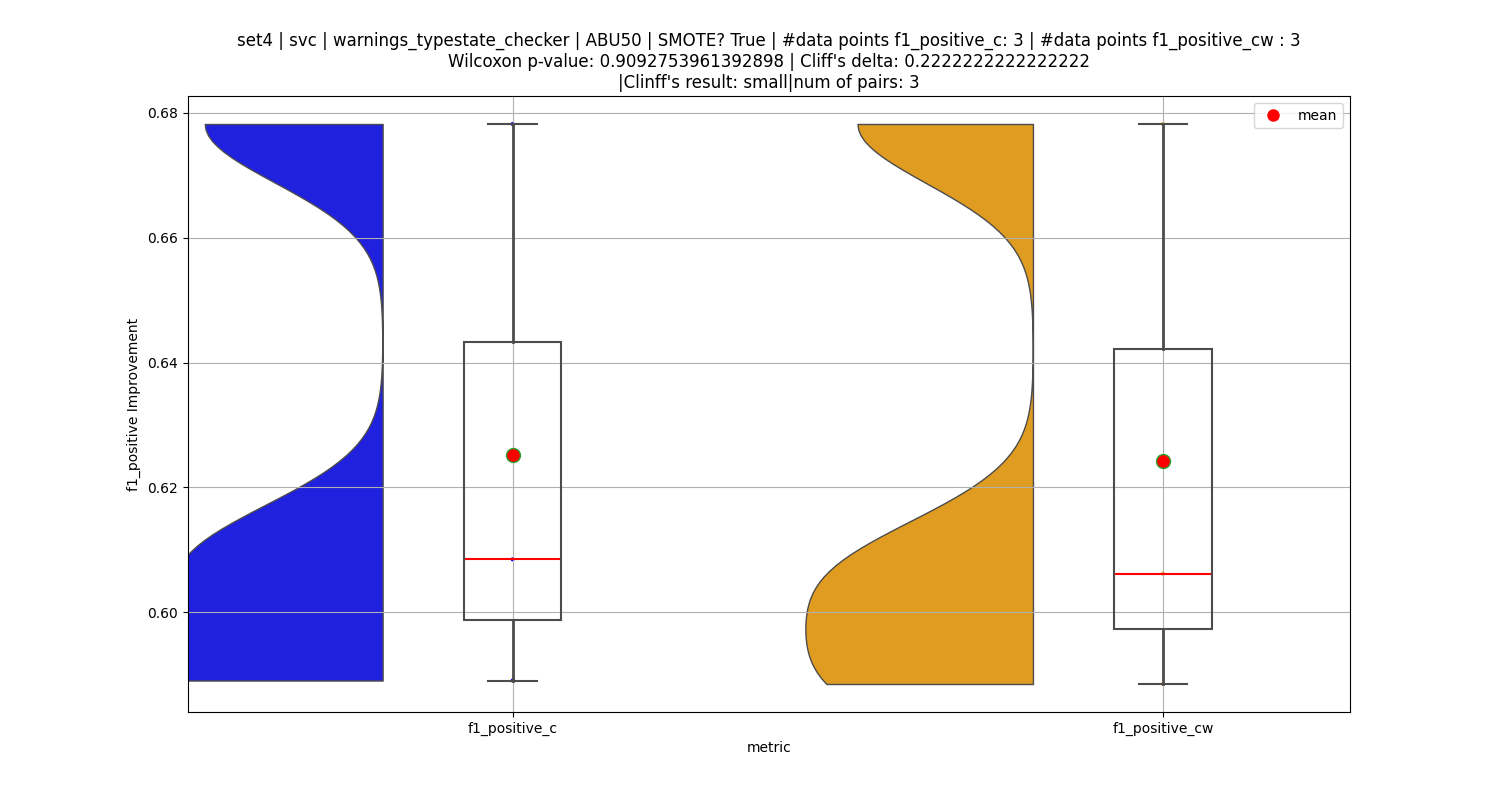 set4 | svc | warnings_typestate_checker | ABU50 | SMOTE? True | #data points f1_positive_c: 3 | #data points f1_positive_cw : 3
Wilcoxon p-value: 0.9092753961392898 | Cliff's delta: 0.2222222222222222
|Clinff's result: small|num of pairs: 3
mean
0.68
0.66
0.64
0.62
0.60
f1_positive Improvement
f1_positive_c
f1_positive_cw
metric